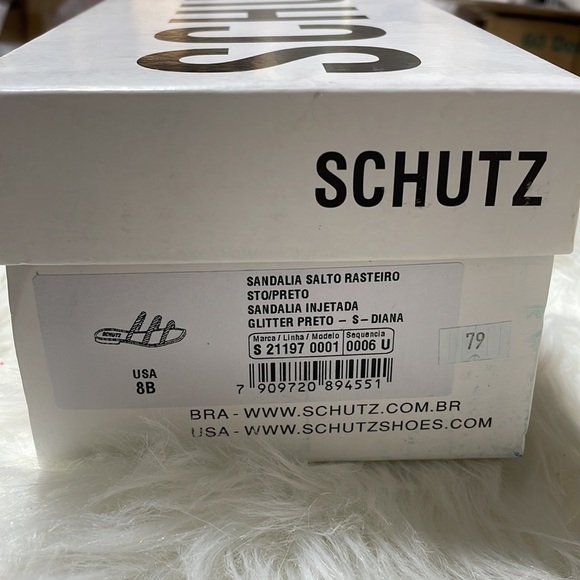 SCHUTZ
SCHUTZ
SANDALIA SALTO RASTEIRO
STO/PRETO
SANDALIA INJETADA
GLITTER PRETO - S-DIANA
Marca / Linha / Modelo Sequencia
S 21197 0001 0006 U
79
SCHUTZ
USA
8B
7 909720 894551
BRA - WWW.SCHUTZ.COM.BR
USA - WWW.SCHUTZSHOES.COM